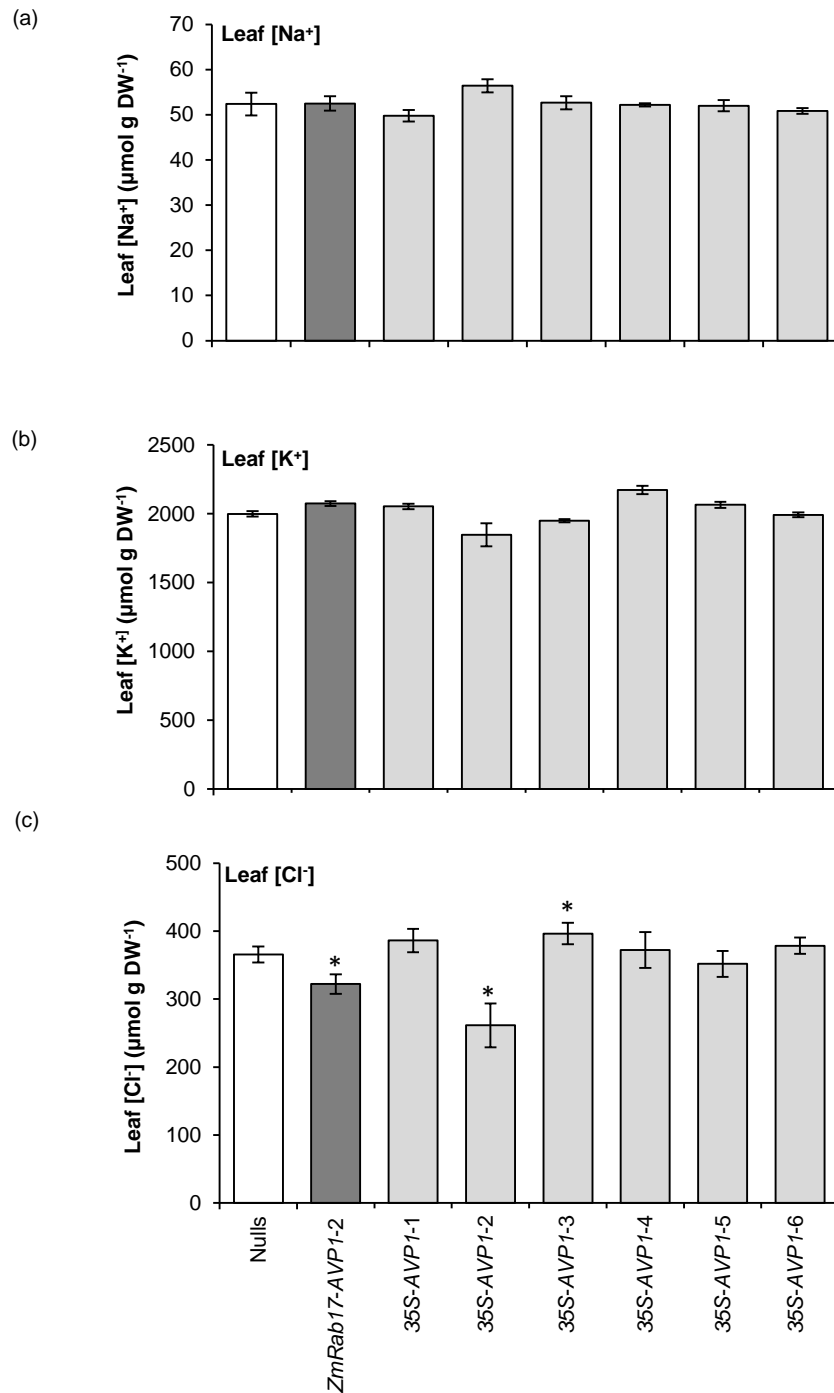 (a)
Leaf [Na⁺]
Leaf [Na⁺] (µmol g DW⁻¹)
70
60
50
40
30
20
10
0
(b)
Leaf [K⁺]
Leaf [K⁺] (µmol g DW⁻¹)
2500
2000
1500
1000
500
0
(c)
Leaf [Cl⁻]
Leaf [Cl⁻] (µmol g DW⁻¹)
500
400
300
200
100
0
*
*
*
Nulls
ZmRab17-AVP1-2
35S-AVP1-1
35S-AVP1-2
35S-AVP1-3
35S-AVP1-4
35S-AVP1-5
35S-AVP1-6